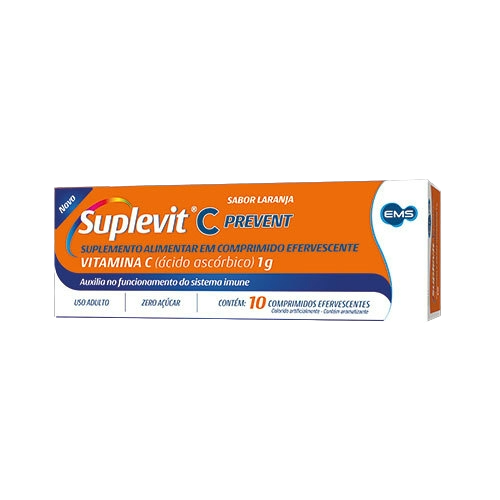 Novo
SABOR LARANJA
Suplevit® C PREVENT
EMS
SUPLEMENTO ALIMENTAR EM COMPRIMIDO EFERVESCENTE
VITAMINA C (ácido ascórbico) 1g
Auxilia no funcionamento do sistema imune
USO ADULTO
ZERO AÇÚCAR
CONTÉM: 10 COMPRIMIDOS EFERVESCENTES
Colorido artificialmente - Contém aromatizante